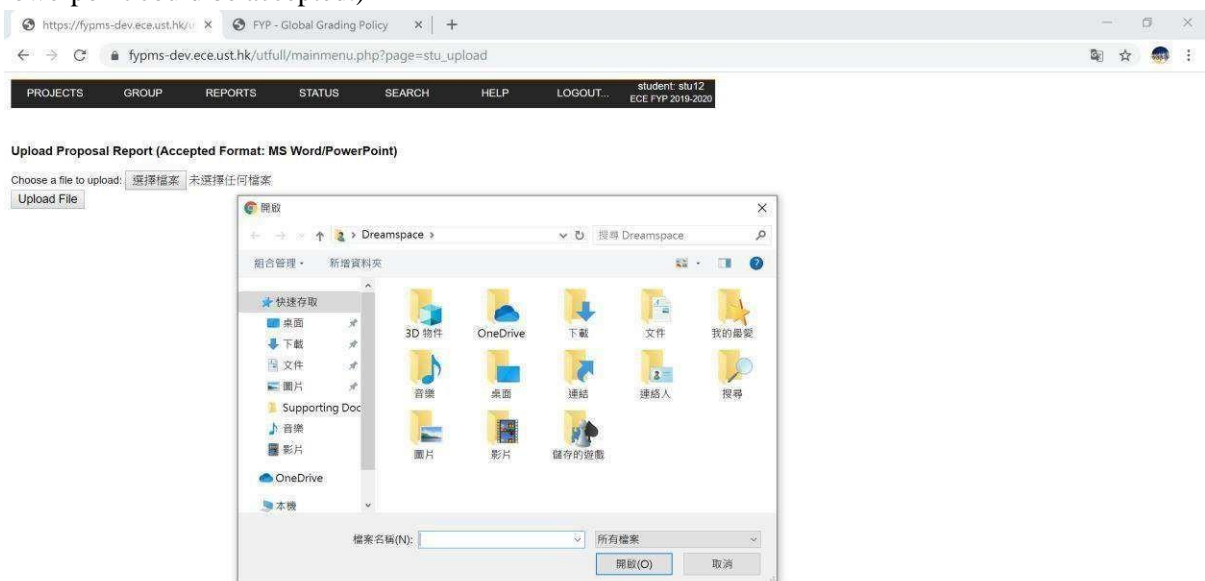 https://fypms-dev.ece.ust.hk/u
FYP - Global Grading Policy
fypms-dev.ece.ust.hk/utfull/mainmenu.php?page=stu_upload
PROJECTS GROUP REPORTS STATUS SEARCH HELP LOGOUT... student: stu12
ECE FYP 2019-2020
Upload Proposal Report (Accepted Format: MS Word/PowerPoint)
Choose a file to upload: 選擇檔案 未選擇任何檔案
Upload File
開啟
Dreamspace
搜尋 Dreamspace
組合管理 新增資料夾
快速存取
桌面
下載
文件
圖片
Supporting Doc
音樂
影片
OneDrive
本機
3D 物件 OneDrive 下載 文件 我的最愛
音樂 桌面 連結 連絡人 搜尋
圖片 影片 儲存的遊戲
檔案名稱(N): 所有檔案
開啟(O) 取消